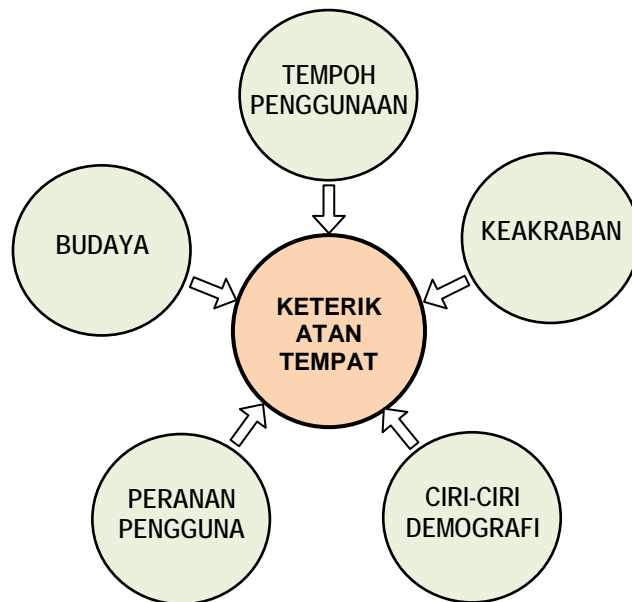 TEMPOH
PENGGUNAAN
BUDAYA
KEAKRABAN
KETERIK
ATAN
TEMPAT
PERANAN
PENGGUNA
CIRI-CIRI
DEMOGRAFI